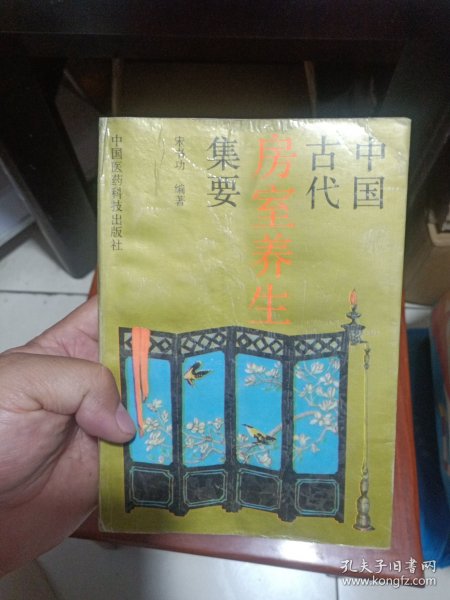 中国
古代
房室养生
集要
宋书功 编著
中国医药科技出版社
孔夫子旧书网
www.kongfz.com